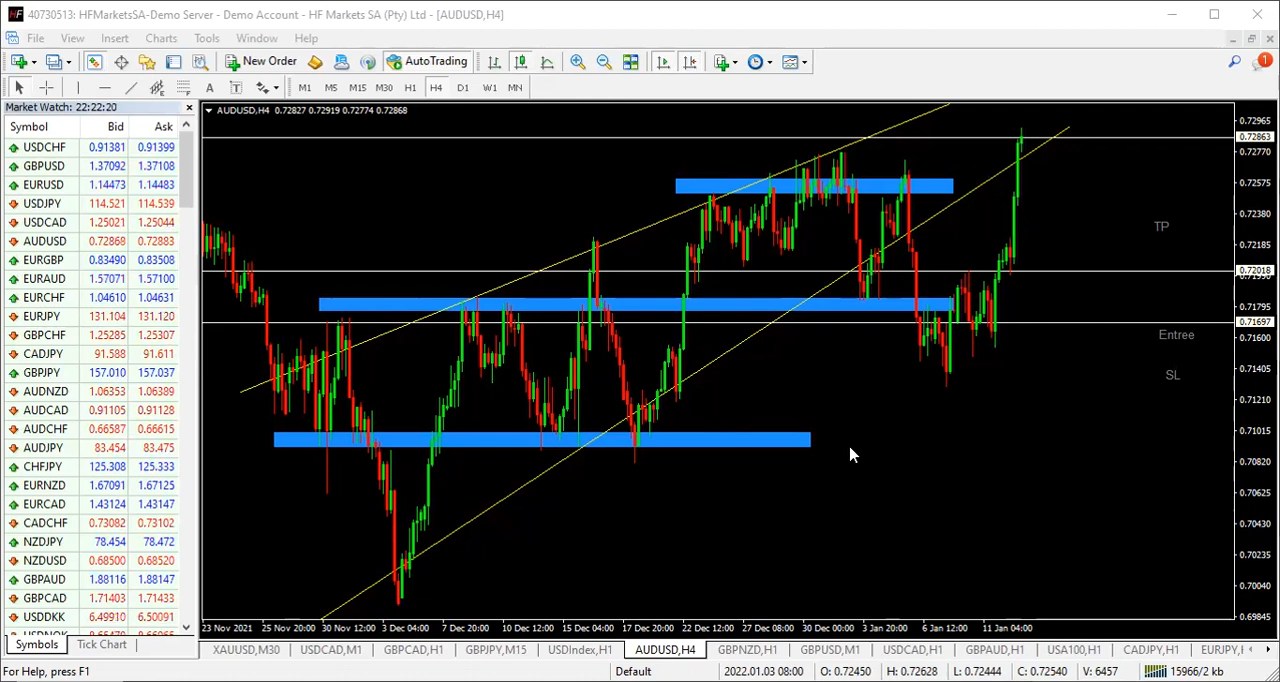 40730513: HFMarketsSA-Demo Server - Demo Account - HF Markets SA (Pty) Ltd - [AUDUSD,H4]
File View Insert Charts Tools Window Help
New Order AutoTrading 1
A T M1 M5 M15 M30 H1 H4 D1 W1 MN
Market Watch: 22:22:20
Symbol Bid Ask
USDCHF 0.91381 0.91399
GBPUSD 1.37092 1.37108
EURUSD 1.14473 1.14483
USDJPY 114.521 114.539
USDCAD 1.25021 1.25044
AUDUSD 0.72868 0.72883
EURGBP 0.83490 0.83508
EURAUD 1.57071 1.57100
EURCHF 1.04610 1.04631
EURJPY 131.104 131.120
GBPCHF 1.25285 1.25307
CADJPY 91.588 91.611
GBPJPY 157.010 157.037
AUDNZD 1.06353 1.06389
AUDCAD 0.91105 0.91128
AUDCHF 0.66587 0.66615
AUDJPY 83.454 83.475
CHFJPY 125.308 125.333
EURNZD 1.67091 1.67125
EURCAD 1.43124 1.43147
CADCHF 0.73082 0.73102
NZDJPY 78.454 78.472
NZDUSD 0.68500 0.68520
GBPAUD 1.88116 1.88147
GBPCAD 1.71403 1.71433
USDDKK 6.49910 6.50091
Symbols Tick Chart
AUDUSD,H4 0.72827 0.72919 0.72774 0.72868
TP
Entree
SL
0.72965
0.72863
0.72770
0.72575
0.72380
0.72185
0.72018
0.71795
0.71697
0.71600
0.71405
0.71210
0.71015
0.70820
0.70625
0.70430
0.70235
0.70040
0.69845
23 Nov 2021 25 Nov 20:00 30 Nov 12:00 3 Dec 04:00 7 Dec 20:00 10 Dec 12:00 15 Dec 04:00 17 Dec 20:00 22 Dec 12:00 27 Dec 08:00 30 Dec 00:00 3 Jan 20:00 6 Jan 12:00 11 Jan 04:00
XAUUSD,M30 USDCAD,M1 GBPCAD,H1 GBPJPY,M15 USDIndex,H1 AUDUSD,H4 GBPNZD,H1 GBPUSD,M1 USDCAD,H1 GBPAUD,H1 USA100,H1 CADJPY,H1 EURJPY,
For Help, press F1 Default 2022.01.03 08:00 O: 0.72450 H: 0.72628 L: 0.72444 C: 0.72540 V: 6457 15966/2 kb